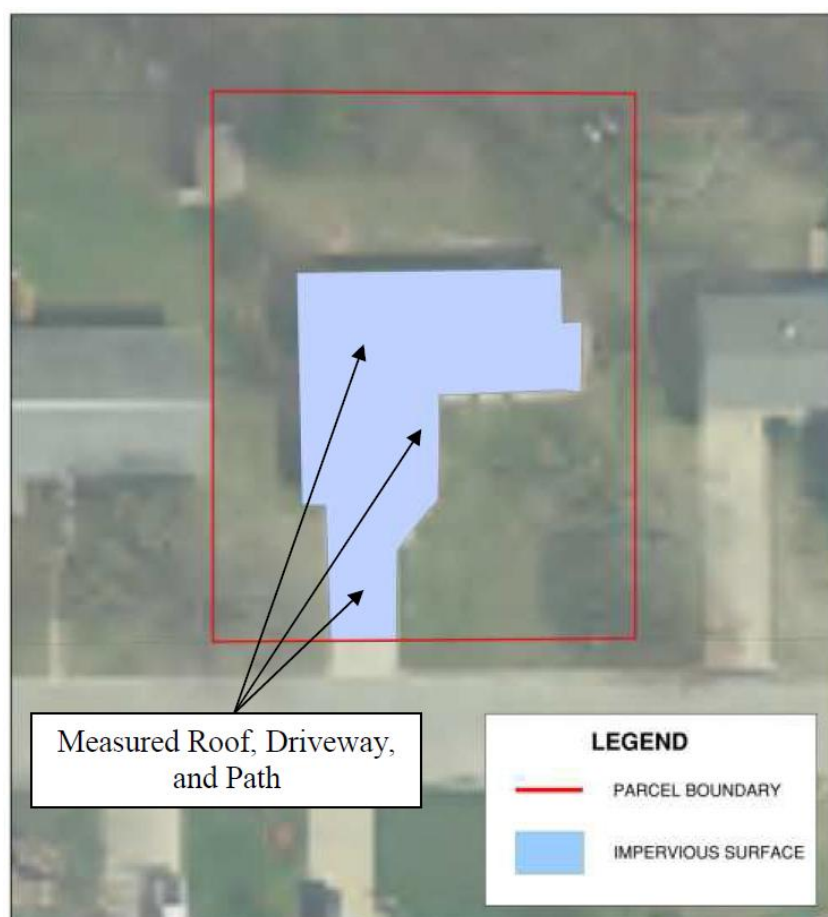 Measured Roof, Driveway,
and Path
LEGEND
PARCEL BOUNDARY
IMPERVIOUS SURFACE